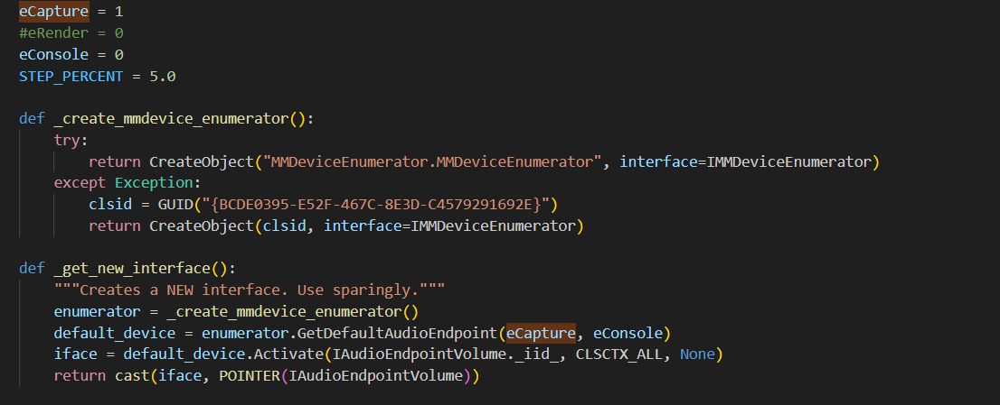 eCapture = 1
#eRender = 0
eConsole = 0
STEP_PERCENT = 5.0
def _create_mmdevice_enumerator():
try:
return CreateObject("MMDeviceEnumerator.MMDeviceEnumerator", interface=IMMDeviceEnumerator)
except Exception:
clsid = GUID("{BCDE0395-E52F-467C-8E3D-C4579291692E}")
return CreateObject(clsid, interface=IMMDeviceEnumerator)
def _get_new_interface():
"""Creates a NEW interface. Use sparingly."""
enumerator = _create_mmdevice_enumerator()
default_device = enumerator.GetDefaultAudioEndpoint(eCapture, eConsole)
iface = default_device.Activate(IAudioEndpointVolume._iid_, CLSCTX_ALL, None)
return cast(iface, POINTER(IAudioEndpointVolume))